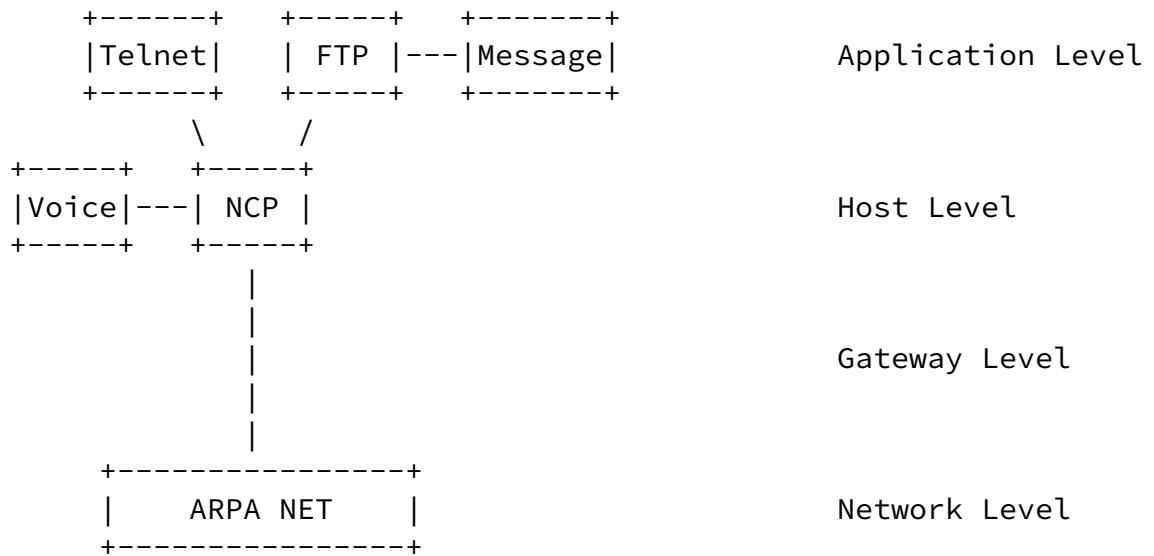 Telnet FTP Message Application Level
Voice NCP Host Level
Gateway Level
ARPA NET Network Level